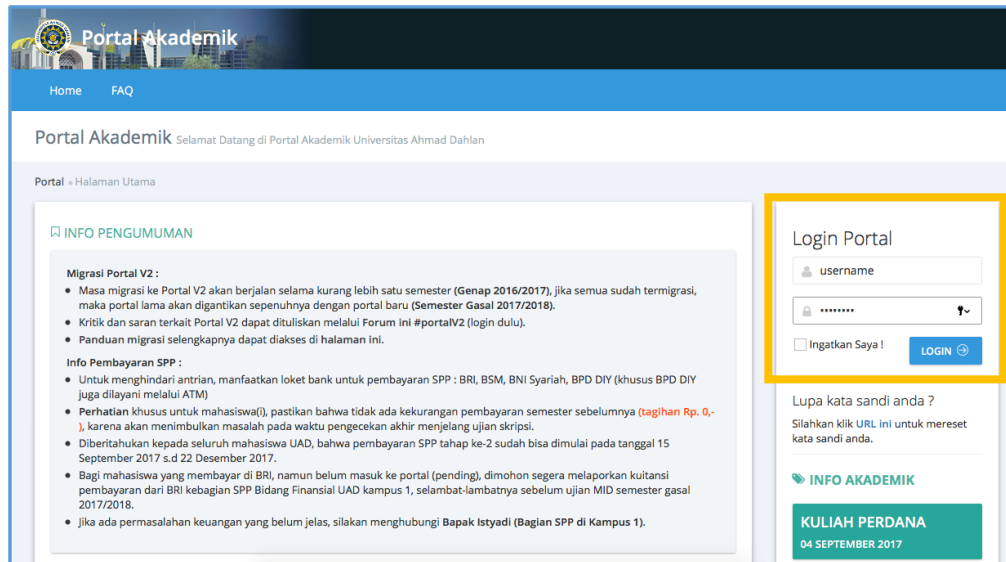 Portal Akademik
Home FAQ
Portal Akademik Selamat Datang di Portal Akademik Universitas Ahmad Dahlan
Portal » Halaman Utama
INFO PENGUMUMAN
Migrasi Portal V2 :
Masa migrasi ke Portal V2 akan berjalan selama kurang lebih satu semester (Genap 2016/2017), jika semua sudah termigrasi,
maka portal lama akan digantikan sepenuhnya dengan portal baru (Semester Gasal 2017/2018).
Kritik dan saran terkait Portal V2 dapat dituliskan melalui Forum ini #portalV2 (login dulu).
Panduan migrasi selengkapnya dapat diakses di halaman ini.
Info Pembayaran SPP :
Untuk menghindari antrian, manfaatkan loket bank untuk pembayaran SPP : BRI, BSM, BNI Syariah, BPD DIY (khusus BPD DIY
juga dilayani melalui ATM)
Perhatian khusus untuk mahasiswa(i), pastikan bahwa tidak ada kekurangan pembayaran semester sebelumnya (tagihan Rp. 0,-
), karena akan menimbulkan masalah pada waktu pengecekan akhir menjelang ujian skripsi.
Diberitahukan kepada seluruh mahasiswa UAD, bahwa pembayaran SPP tahap ke-2 sudah bisa dimulai pada tanggal 15
September 2017 s.d 22 Desember 2017.
Bagi mahasiswa yang membayar di BRI, namun belum masuk ke portal (pending), dimohon segera melaporkan kuitansi
pembayaran dari BRI kebagian SPP Bidang Finansial UAD kampus 1, selambat-lambatnya sebelum ujian MID semester gasal
2017/2018.
Jika ada permasalahan keuangan yang belum jelas, silakan menghubungi Bapak Istyadi (Bagian SPP di Kampus 1).
Login Portal
username
••••••••
Ingatkan Saya !
LOGIN
Lupa kata sandi anda ?
Silahkan klik URL ini untuk mereset
kata sandi anda.
INFO AKADEMIK
KULIAH PERDANA
04 SEPTEMBER 2017